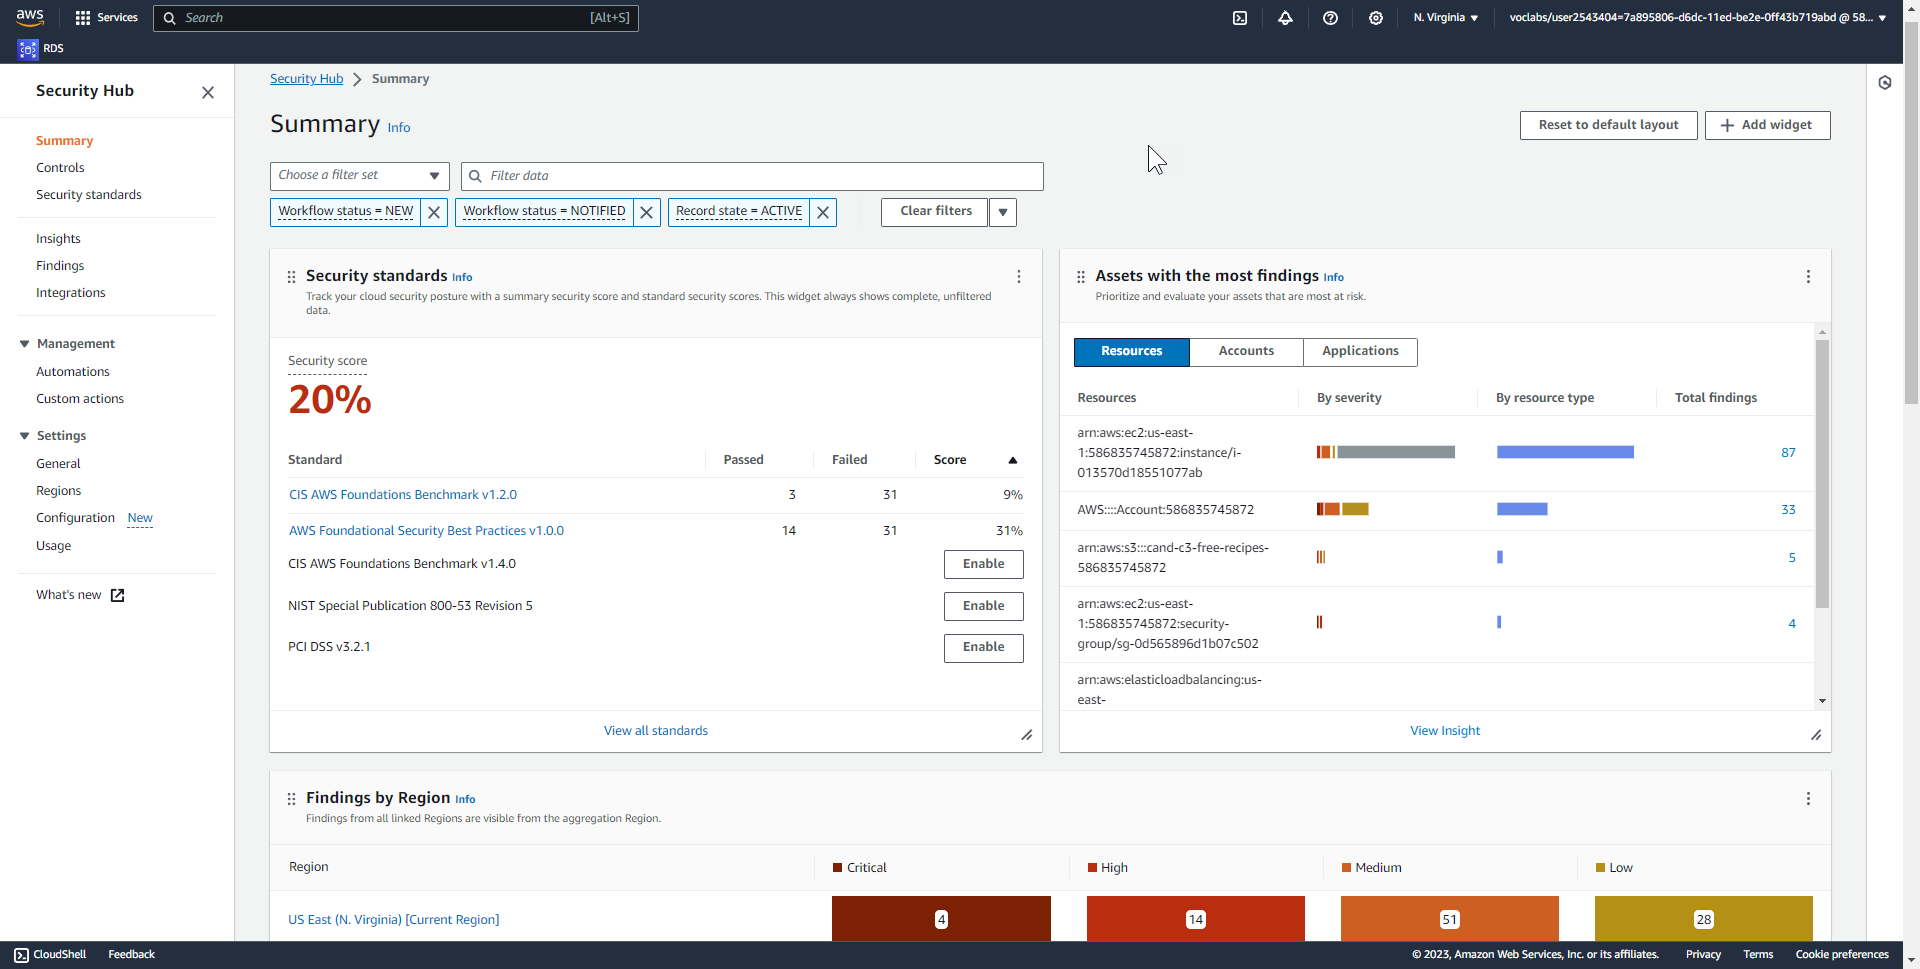 aws
Services
Search
[Alt+S]
N. Virginia
voclabs/user2543404=7a895806-d6dc-11ed-be2e-0ff43b719abd @ 58...
RDS
Security Hub
Summary
Controls
Security standards
Insights
Findings
Integrations
Management
Automations
Custom actions
Settings
General
Regions
Configuration New
Usage
What's new
Security Hub
Summary
Summary Info
Reset to default layout
Add widget
Choose a filter set
Filter data
Workflow status = NEW
Workflow status = NOTIFIED
Record state = ACTIVE
Clear filters
Security standards Info
Track your cloud security posture with a summary security score and standard security scores. This widget always shows complete, unfiltered
data.
Security score
20%
Standard Passed Failed Score
CIS AWS Foundations Benchmark v1.2.0 3 31 9%
AWS Foundational Security Best Practices v1.0.0 14 31 31%
CIS AWS Foundations Benchmark v1.4.0 Enable
NIST Special Publication 800-53 Revision 5 Enable
PCI DSS v3.2.1 Enable
View all standards
Assets with the most findings Info
Prioritize and evaluate your assets that are most at risk.
Resources Accounts Applications
Resources By severity By resource type Total findings
arn:aws:ec2:us-east-
1:586835745872:instance/i-
013570d18551077ab
87
AWS::::Account:586835745872 33
arn:aws:s3:::cand-c3-free-recipes-
586835745872
5
arn:aws:ec2:us-east-
1:586835745872:security-
group/sg-0d565896d1b07c502
4
arn:aws:elasticloadbalancing:us-
east-
View Insight
Findings by Region Info
Findings from all linked Regions are visible from the aggregation Region.
Region Critical High Medium Low
US East (N. Virginia) [Current Region] 4 14 51 28
CloudShell Feedback
© 2023, Amazon Web Services, Inc. or its affiliates. Privacy Terms Cookie preferences